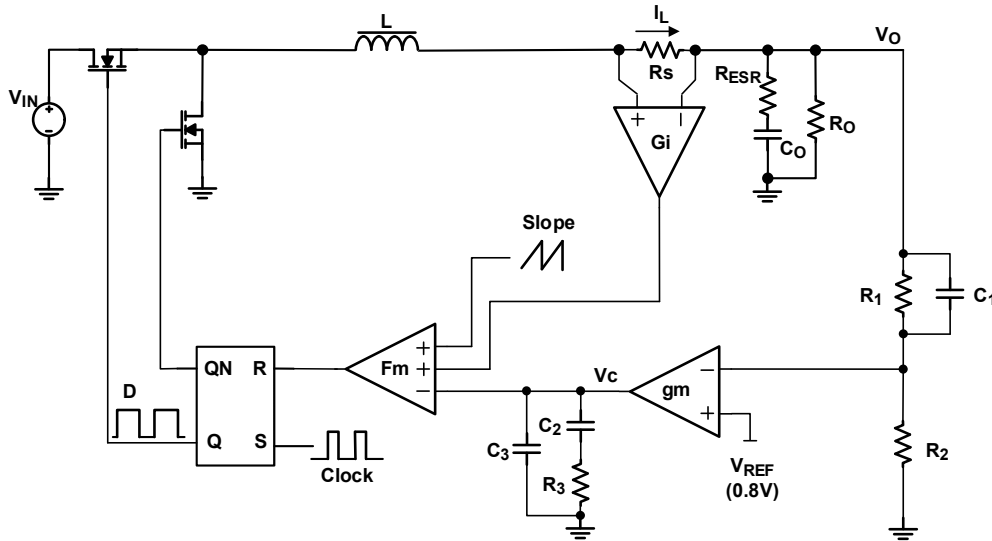 L
I_L
V_O
Rs
R_ESR
V_IN
+
−
+
−
Gi
C_O
R_O
Slope
R_1
C_1
QN
R
Fm
+
+
−
Vc
gm
−
+
D
Q
S
C_2
C_3
R_3
Clock
V_REF
(0.8V)
R_2